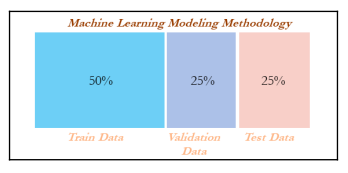 Machine Learning Modeling Methodology
50%
25%
25%
Train Data
Validation
Data
Test Data